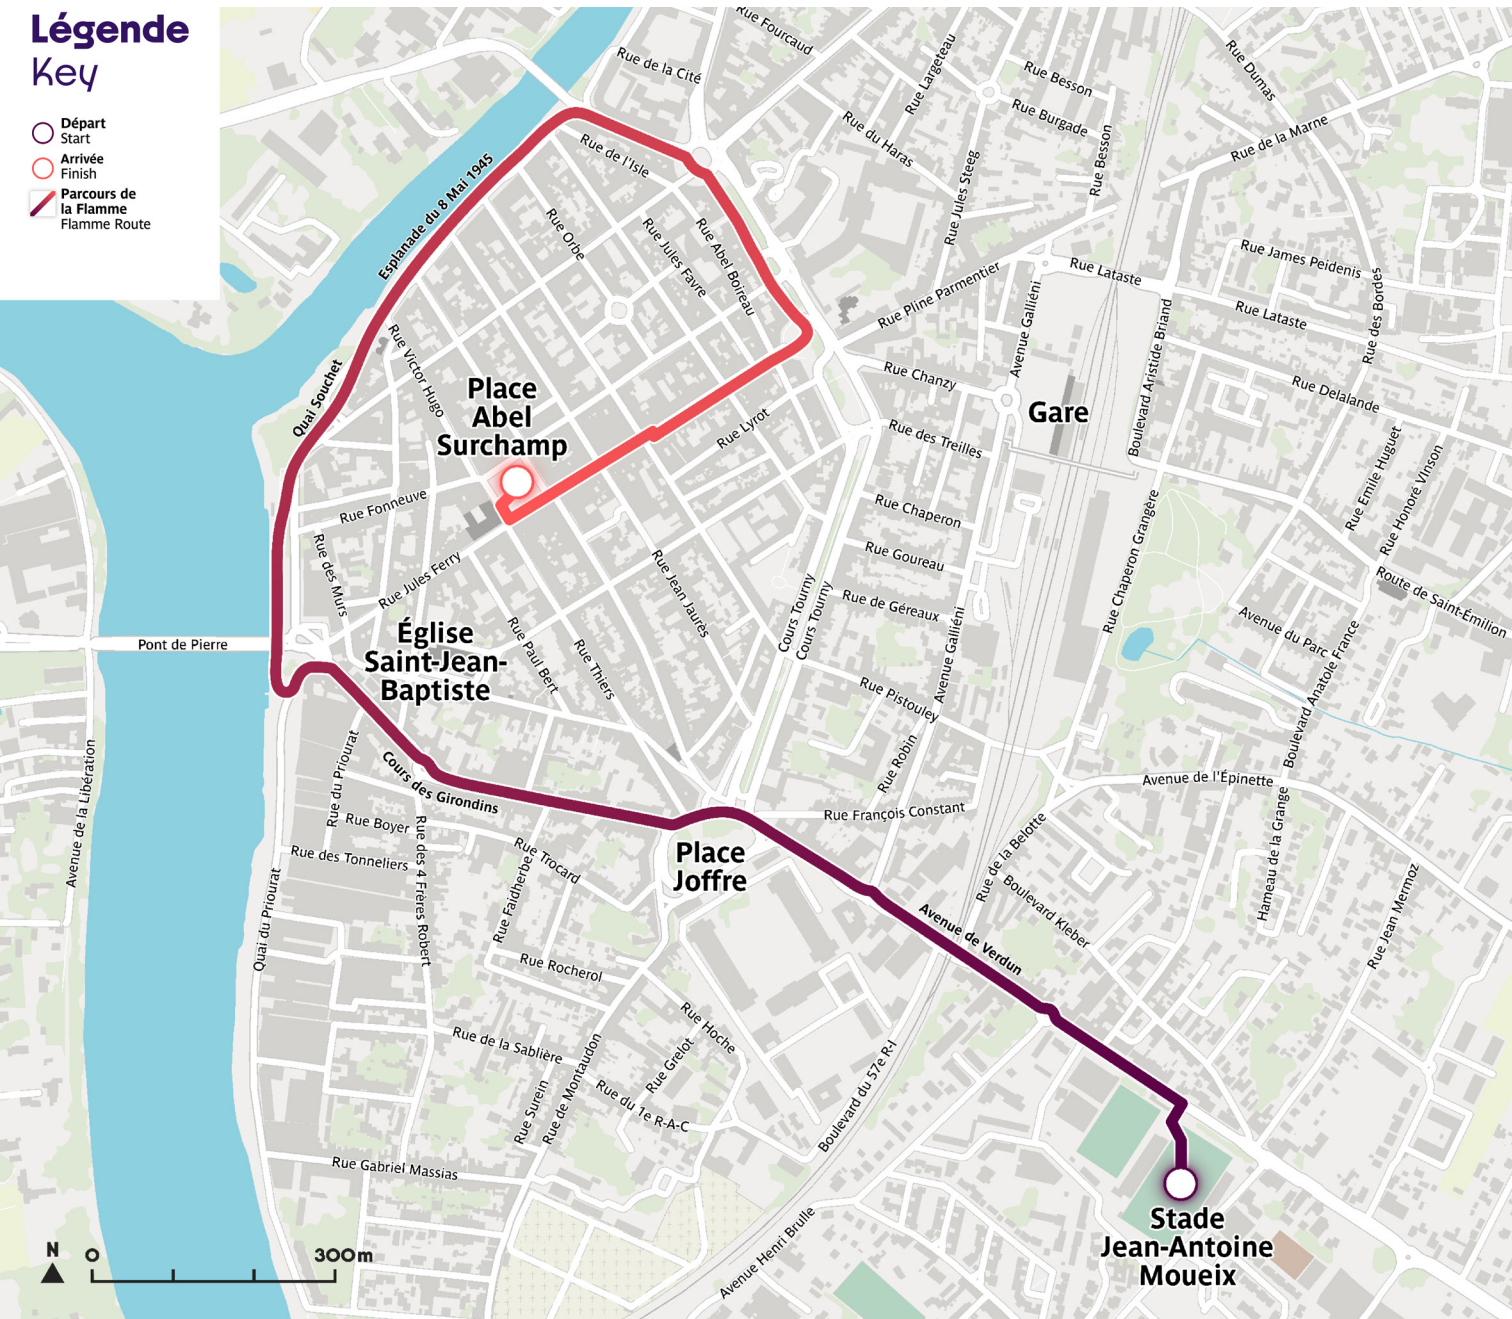 Légende
Key
Départ
Start
Arrivée
Finish
Parcours de
la Flamme
Flamme Route
Rue Fourcaud
Rue de la Cité
Rue Largeteau
Rue Besson
Rue Burgade
Rue Dumas
Rue du Haras
Rue Besson
Rue de la Marne
Rue de l'Isle
Esplanade du 8 Mai 1945
Rue Jules Steeg
Rue Orbe
Rue Jules Favre
Rue Abel Boireau
Rue Pline Parmentier
Rue Lataste
Rue James Peidenis
Rue des Bordes
Rue Lataste
Avenue Galliéni
Boulevard Aristide Briand
Rue Victor Hugo
Quai Souchet
Rue Chanzy
Rue Delalande
Place
Abel
Surchamp
Gare
Rue Lyrot
Rue des Treilles
Rue Emile Huguet
Rue Honoré Vinson
Rue Fonneuve
Rue Chaperon
Rue Chaperon Grangère
Rue des Murs
Rue Jules Ferry
Rue Jean Jaurès
Rue Goureau
Rue de Géreaux
Cours Tourny
Cours Tourny
Route de Saint-Émilion
Avenue du Parc
Pont de Pierre
Église
Saint-Jean-
Baptiste
Rue Paul Bert
Rue Thiers
Avenue Galliéni
Rue Pistouley
Boulevard Anatole France
Avenue de la Libération
Rue du Priourat
Cours des Girondins
Rue Robin
Avenue de l'Épinette
Rue François Constant
Rue Boyer
Rue des Tonneliers
Rue des 4 Frères Robert
Rue Trocard
Rue Faidherbe
Place
Joffre
Rue de la Belotte
Boulevard Kleber
Hameau de la Grange
Rue Jean Mermoz
Quai du Priourat
Avenue de Verdun
Rue Rocherol
Rue Hoche
Rue de la Sablière
Rue Grelot
Rue Surein
Rue de Montaudon
Rue du 1e R-A-C
Boulevard du 57e R-I
Rue Gabriel Massias
Avenue Henri Brulle
Stade
Jean-Antoine
Moueix
N
0
300m